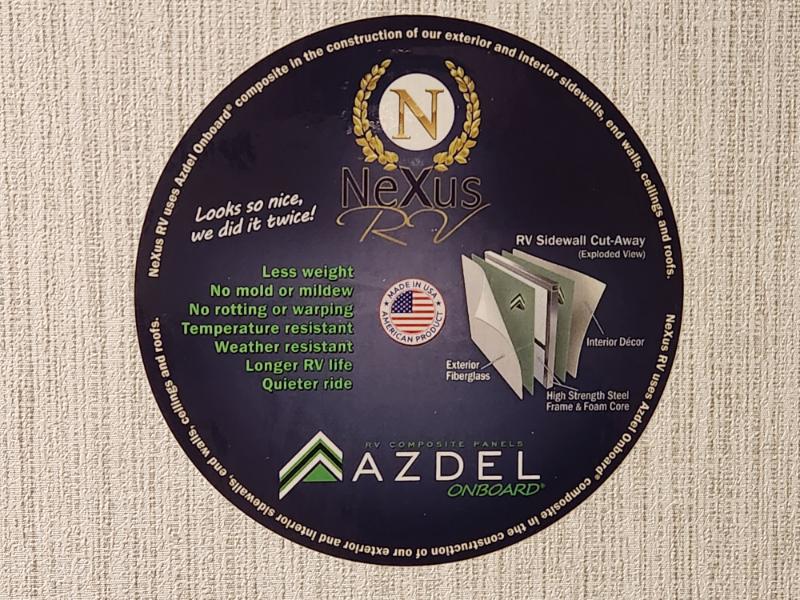 NeXus RV uses Azdel Onboard® composite in the construction of our exterior and interior sidewalls, end walls, ceilings and roofs.
N
NeXus
RV
Looks so nice,
we did it twice!
Less weight
No mold or mildew
No rotting or warping
Temperature resistant
Weather resistant
Longer RV life
Quieter ride
MADE IN USA
AMERICAN PRODUCT
RV Sidewall Cut-Away
(Exploded View)
Interior Décor
Exterior
Fiberglass
High Strength Steel
Frame & Foam Core
RV COMPOSITE PANELS
AZDEL
ONBOARD®
NeXus RV uses Azdel Onboard® composite in the construction of our exterior and interior sidewalls, end walls, ceilings and roofs.